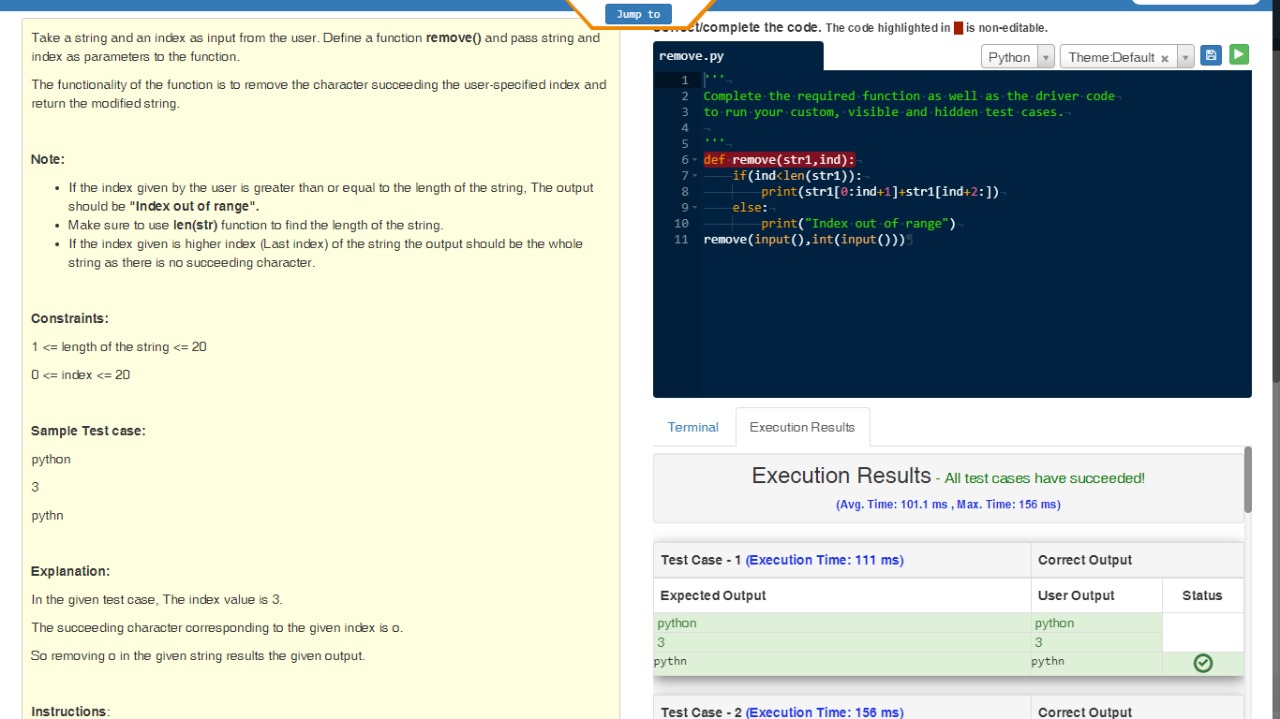 Jump to
Take a string and an index as input from the user. Define a function remove() and pass string and
index as parameters to the function.
The functionality of the function is to remove the character succeeding the user-specified index and
return the modified string.
Note:
• If the index given by the user is greater than or equal to the length of the string, The output
should be "Index out of range".
• Make sure to use len(str) function to find the length of the string.
• If the index given is higher index (Last index) of the string the output should be the whole
string as there is no succeeding character.
Constraints:
1 <= length of the string <= 20
0 <= index <= 20
Sample Test case:
python
3
pythn
Explanation:
In the given test case, The index value is 3.
The succeeding character corresponding to the given index is o.
So removing o in the given string results the given output.
Instructions:
/complete the code. The code highlighted in is non-editable.
remove.py
Python
Theme:Default ×
1 '''
2 Complete the required function as well as the driver code
3 to run your custom, visible and hidden test cases.
4
5 '''
6 def remove(str1,ind):
7 if(ind<len(str1)):
8 print(str1[0:ind+1]+str1[ind+2:])
9 else:
10 print("Index out of range")
11 remove(input(),int(input()))
Terminal
Execution Results
Execution Results - All test cases have succeeded!
(Avg. Time: 101.1 ms , Max. Time: 156 ms)
Test Case - 1 (Execution Time: 111 ms) Correct Output
Expected Output User Output Status
python python
3 3
pythn pythn
Test Case - 2 (Execution Time: 156 ms) Correct Output